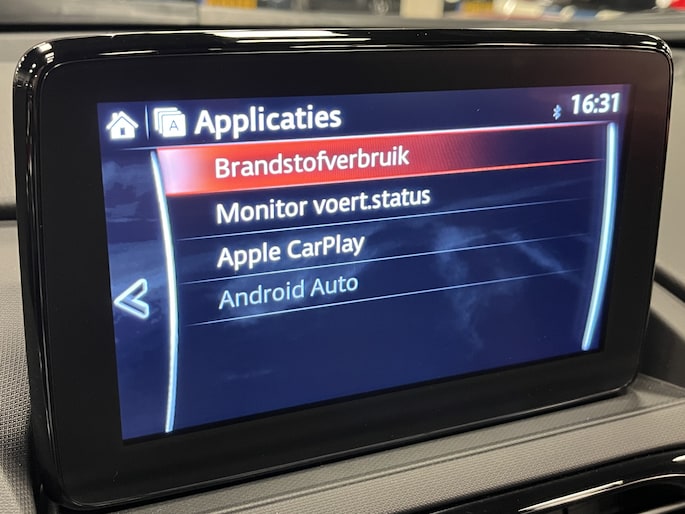 A Applicaties 16:31
Brandstofverbruik
Monitor voert.status
Apple CarPlay
Android Auto